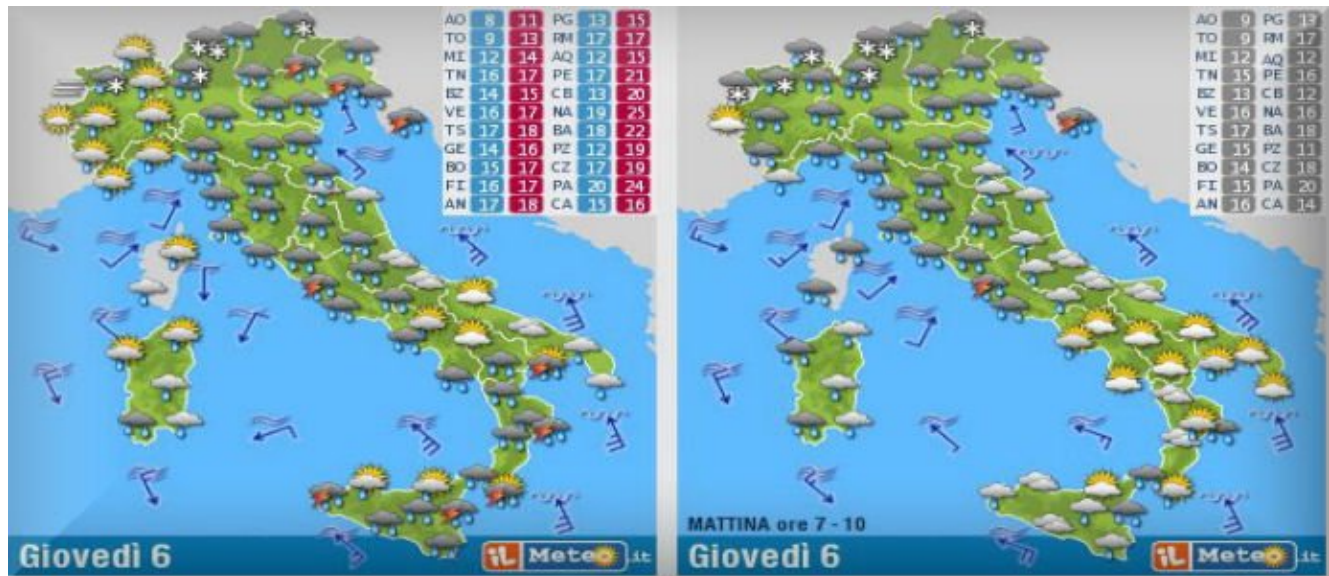 AO 8 11 PG 13 15
TO 9 13 RM 17 17
MI 12 14 AQ 12 15
TN 16 17 PE 17 21
BZ 14 15 CB 13 20
VE 16 17 NA 19 25
TS 17 18 BA 18 22
GE 14 16 PZ 12 19
BO 15 17 CZ 17 19
FI 16 17 PA 20 24
AN 17 18 CA 15 16
Giovedì 6
iL Meteo.it
AO 9 PG 13
TO 9 RM 17
MI 12 AQ 12
TN 15 PE 16
BZ 13 CB 12
VE 16 NA 16
TS 17 BA 18
GE 15 PZ 11
BO 14 CZ 18
FI 15 PA 20
AN 16 CA 14
MATTINA ore 7 - 10
Giovedì 6
iL Meteo.it